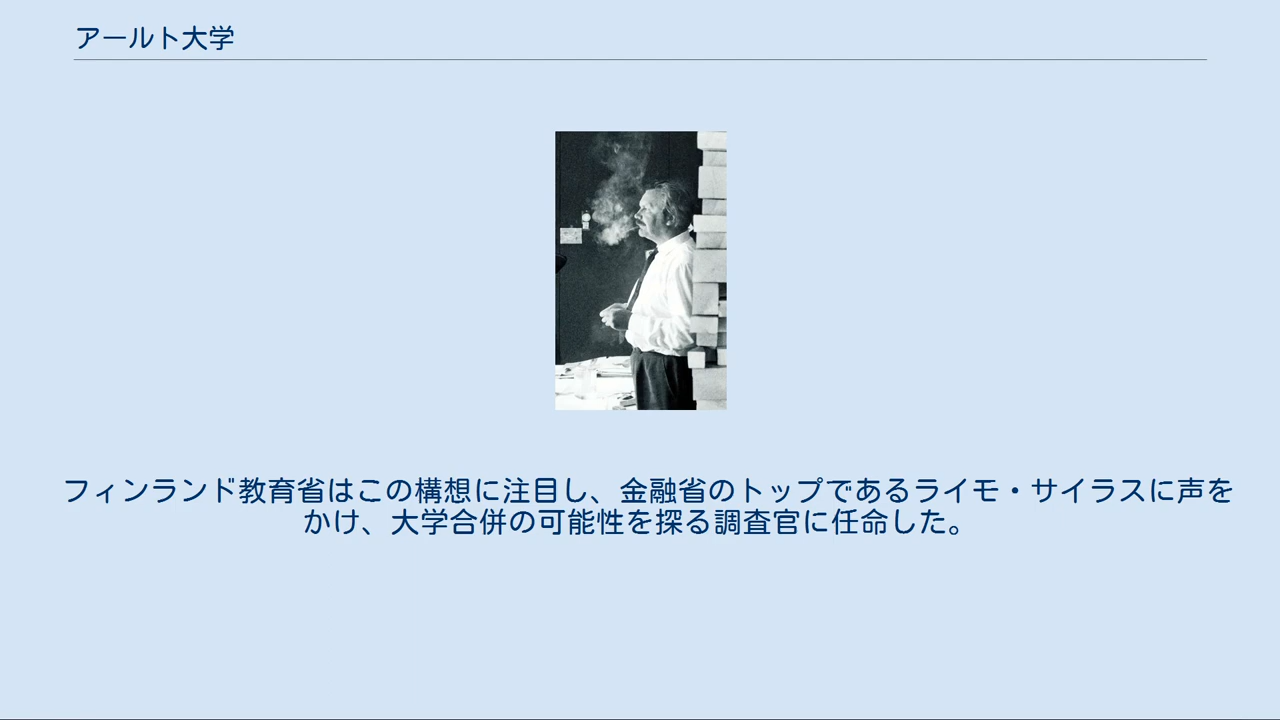 アールト大学
フィンランド教育省はこの構想に注目し、金融省のトップであるライモ・サイラスに声を
かけ、大学合併の可能性を探る調査官に任命した。